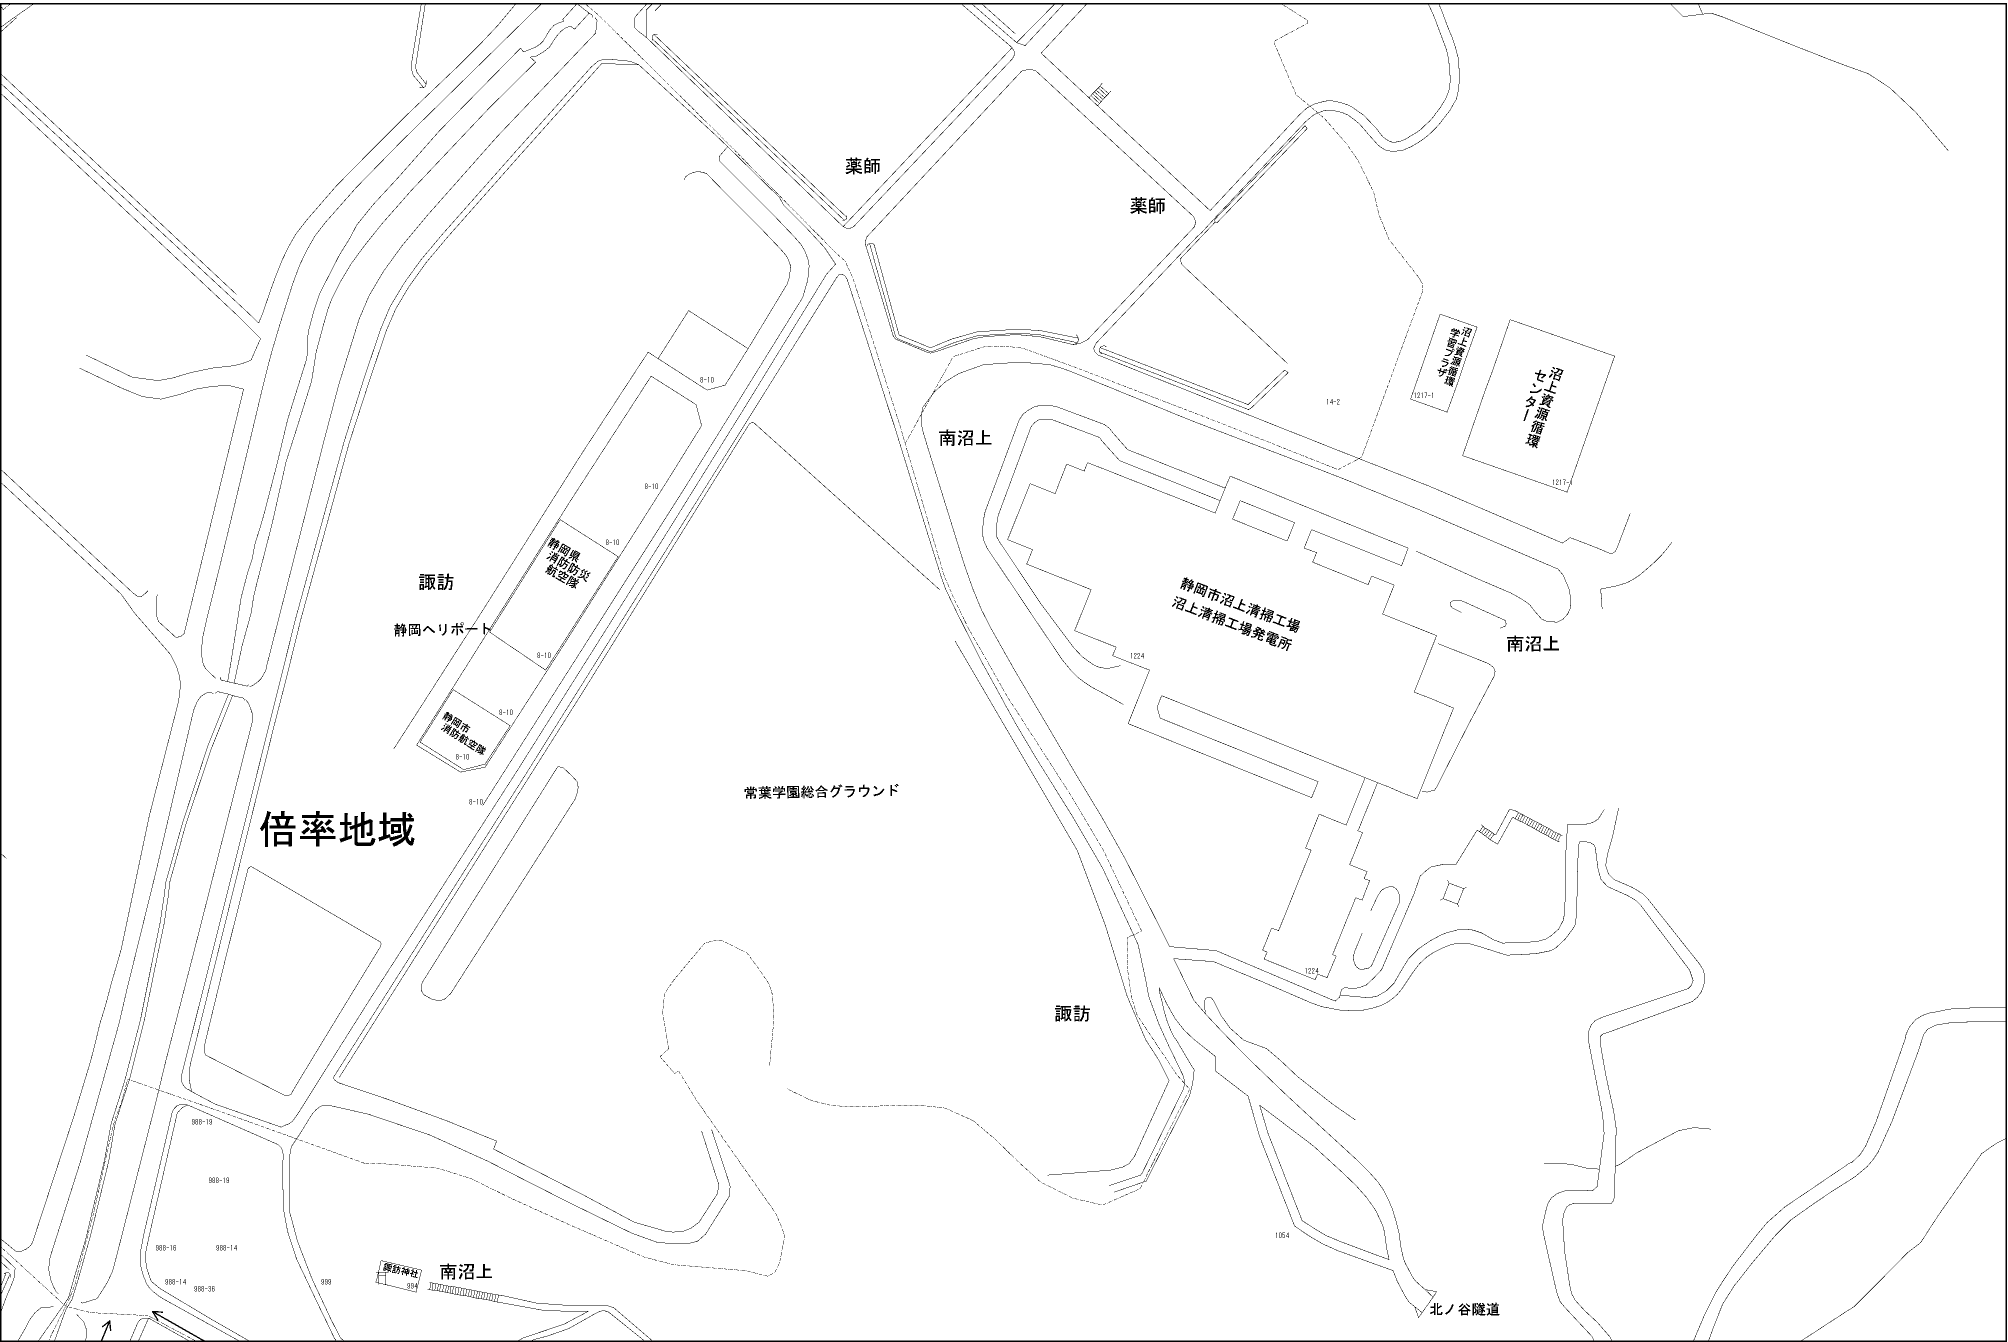 薬師
薬師
沼上資源循環
学習プラザ
1217-1
沼上資源循環
センター
1217-1
14-2
8-10
南沼上
8-10
8-10
静岡県
消防防災
航空隊
諏訪
静岡ヘリポート
8-10
静岡市沼上清掃工場
沼上清掃工場発電所
1224
南沼上
8-10
静岡市
消防航空隊
8-10
8-10
常葉学園総合グラウンド
倍率地域
1224
諏訪
988-19
988-19
988-16
988-14
988-14
988-36
999
諏訪神社
994
南沼上
1054
北ノ谷隧道